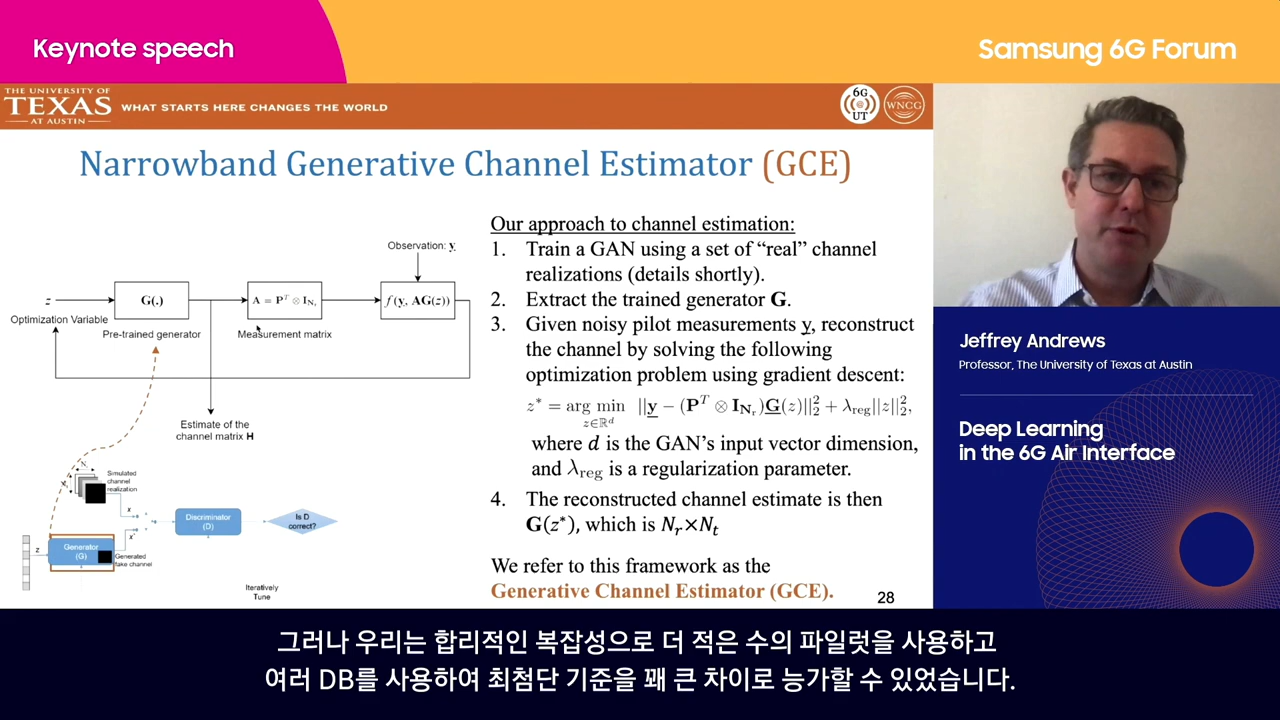 Keynote speech
Samsung 6G Forum
THE UNIVERSITY OF
TEXAS
AT AUSTIN
WHAT STARTS HERE CHANGES THE WORLD
6G
UT
WNCG
Narrowband Generative Channel Estimator (GCE)
Observation: y
z
G(.)
A = P^T ⊗ I_{N_r}
f(y, AG(z))
Optimization Variable
Pre-trained generator
Measurement matrix
Estimate of the
channel matrix H
Simulated
channel
realization
x
Discriminator
(D)
Is D
correct?
z
Generator
(G)
x'
Generated
fake channel
Iteratively
Tune
Our approach to channel estimation:
1. Train a GAN using a set of “real” channel
realizations (details shortly).
2. Extract the trained generator G.
3. Given noisy pilot measurements y, reconstruct
the channel by solving the following
optimization problem using gradient descent:
z* = arg min ||y − (P^T ⊗ I_{N_r})G(z)||_2^2 + λ_reg||z||_2^2,
z∈ℝ^d
where d is the GAN’s input vector dimension,
and λ_reg is a regularization parameter.
4. The reconstructed channel estimate is then
G(z*), which is N_r×N_t
We refer to this framework as the
Generative Channel Estimator (GCE).
28
Jeffrey Andrews
Professor, The University of Texas at Austin
Deep Learning
in the 6G Air Interface
그러나 우리는 합리적인 복잡성으로 더 적은 수의 파일럿을 사용하고
여러 DB를 사용하여 최첨단 기준을 꽤 큰 차이로 능가할 수 있었습니다.